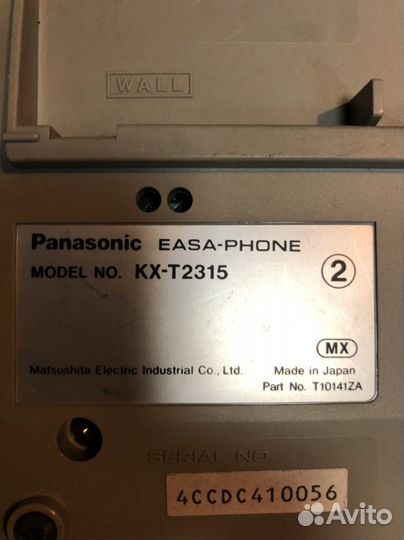 WALL
Panasonic EASA-PHONE
MODEL NO. KX-T2315
2
MX
Matsushita Electric Industrial Co., Ltd. Made in Japan
Part No. T10141ZA
SERIAL NO.
4CCDC410056
Avito